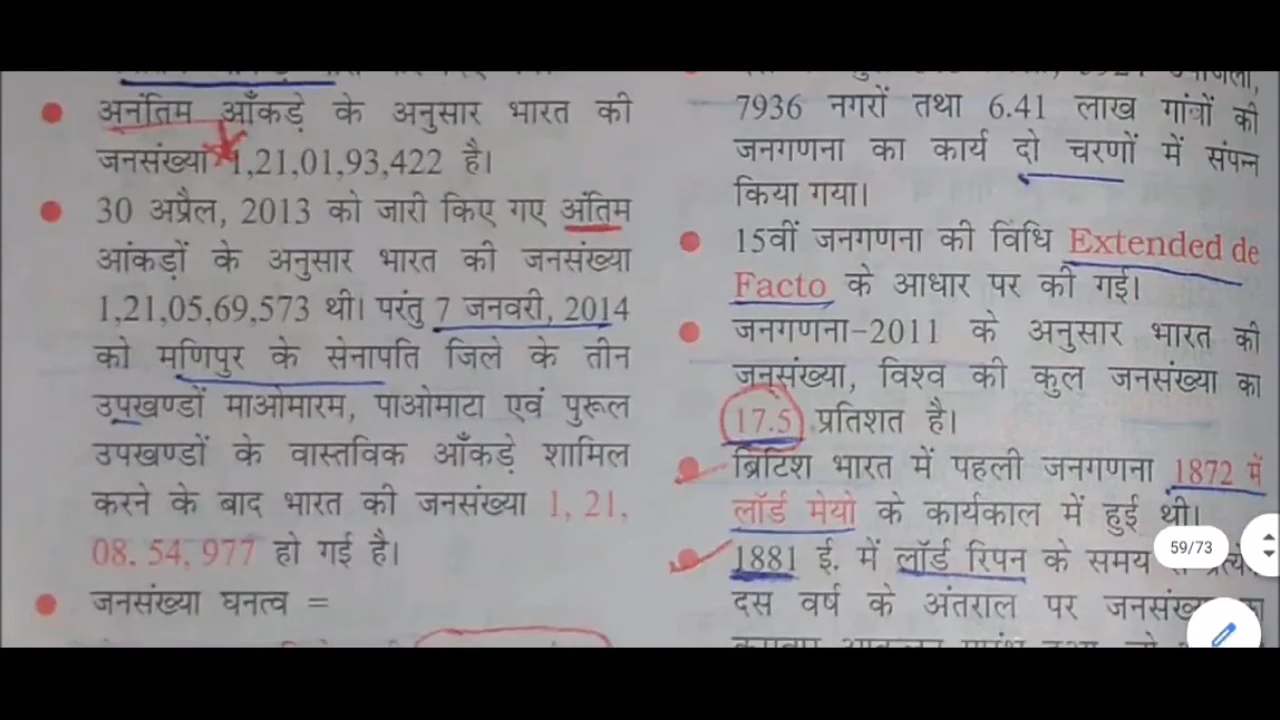 अनंतिम आँकड़े के अनुसार भारत की
जनसंख्या 1,21,01,93,422 है।
30 अप्रैल, 2013 को जारी किए गए अंतिम
आंकड़ों के अनुसार भारत की जनसंख्या
1,21,05,69,573 थी। परंतु 7 जनवरी, 2014
को मणिपुर के सेनापति जिले के तीन
उपखण्डों माओमारम, पाओमाटा एवं पुरूल
उपखण्डों के वास्तविक आँकड़े शामिल
करने के बाद भारत की जनसंख्या 1, 21,
08. 54, 977 हो गई है।
जनसंख्या घनत्व =
7936 नगरों तथा 6.41 लाख गांवों की
जनगणना का कार्य दो चरणों में संपन्न
किया गया।
15वीं जनगणना की विधि Extended de
Facto के आधार पर की गई।
जनगणना-2011 के अनुसार भारत की
जनसंख्या, विश्व की कुल जनसंख्या का
17.5 प्रतिशत है।
ब्रिटिश भारत में पहली जनगणना 1872 में
लॉर्ड मेयो के कार्यकाल में हुई थी।
1881 ई. में लॉर्ड रिपन के समय
दस वर्ष के अंतराल पर
59/73